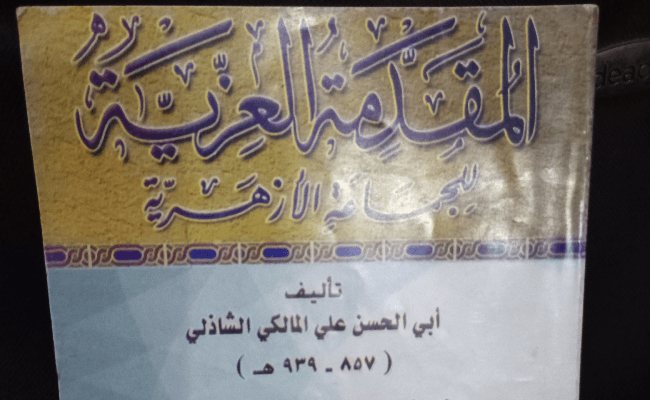 المقدمة العزية
للجماعة الأزهرية
تأليف
أبي الحسن علي المالكي الشاذلي
( ٨٥٧ - ٩٣٩ هـ )